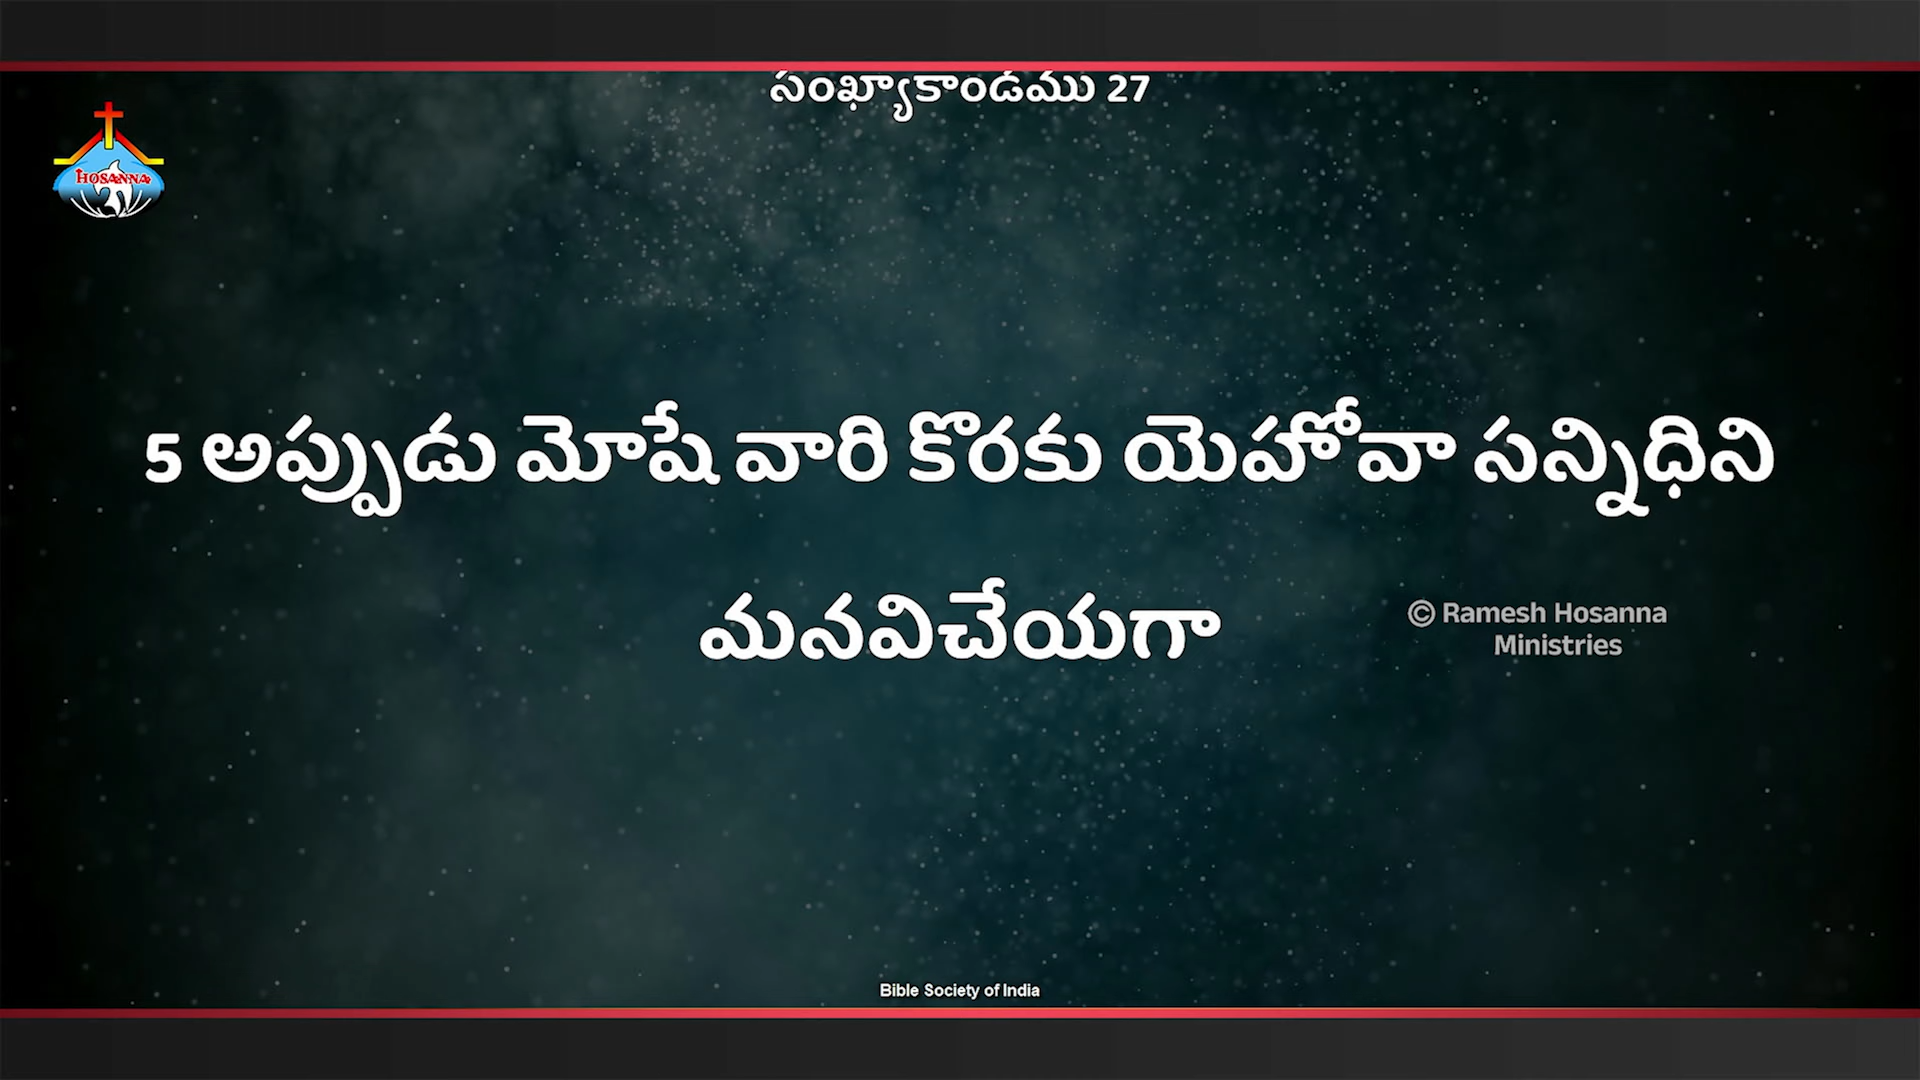 సంఖ్యాకాండము 27
HOSANNA
5 అప్పుడు మోషే వారి కొరకు యెహోవా సన్నిధిని
మనవిచేయగా
© Ramesh Hosanna
Ministries
Bible Society of India